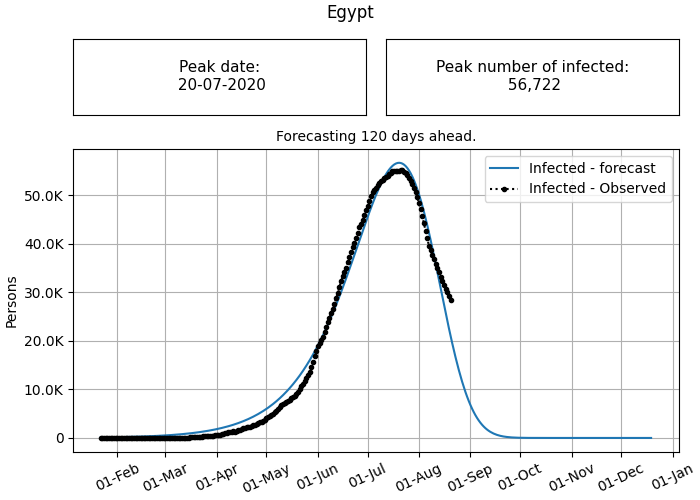 Egypt
Peak date:
20-07-2020
Peak number of infected:
56,722
Forecasting 120 days ahead.
Infected - forecast
Infected - Observed
Persons
50.0K
40.0K
30.0K
20.0K
10.0K
0
01-Feb
01-Mar
01-Apr
01-May
01-Jun
01-Jul
01-Aug
01-Sep
01-Oct
01-Nov
01-Dec
01-Jan